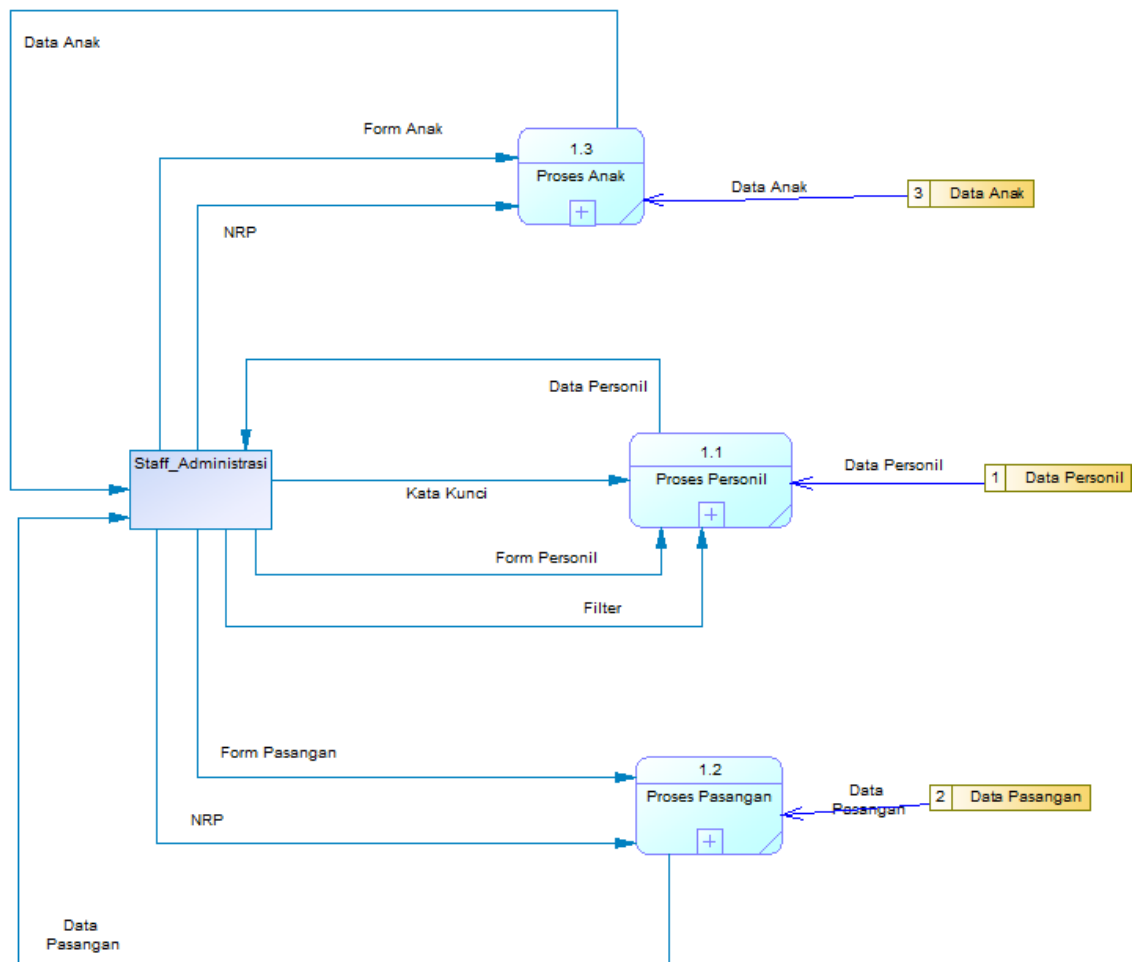 Data Anak
Form Anak
1.3
Proses Anak
Data Anak
3 Data Anak
NRP
Data Personil
Staff_Administrasi
1.1
Proses Personil
Data Personil
1 Data Personil
Kata Kunci
Form Personil
Filter
Form Pasangan
1.2
Proses Pasangan
Data
Pasangan
2 Data Pasangan
NRP
Data
Pasangan